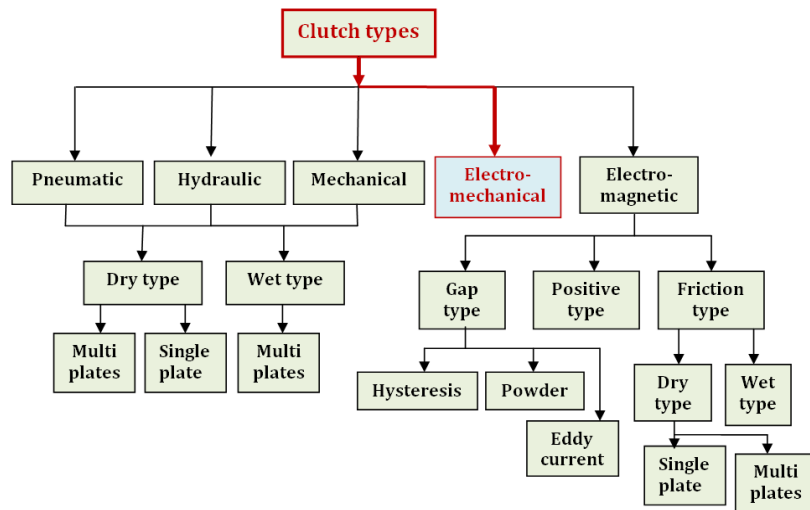 Clutch types
Pneumatic
Hydraulic
Mechanical
Electro-
mechanical
Electro-
magnetic
Dry type
Wet type
Gap
type
Positive
type
Friction
type
Multi
plates
Single
plate
Multi
plates
Hysteresis
Powder
Dry
type
Wet
type
Eddy
current
Single
plate
Multi
plates